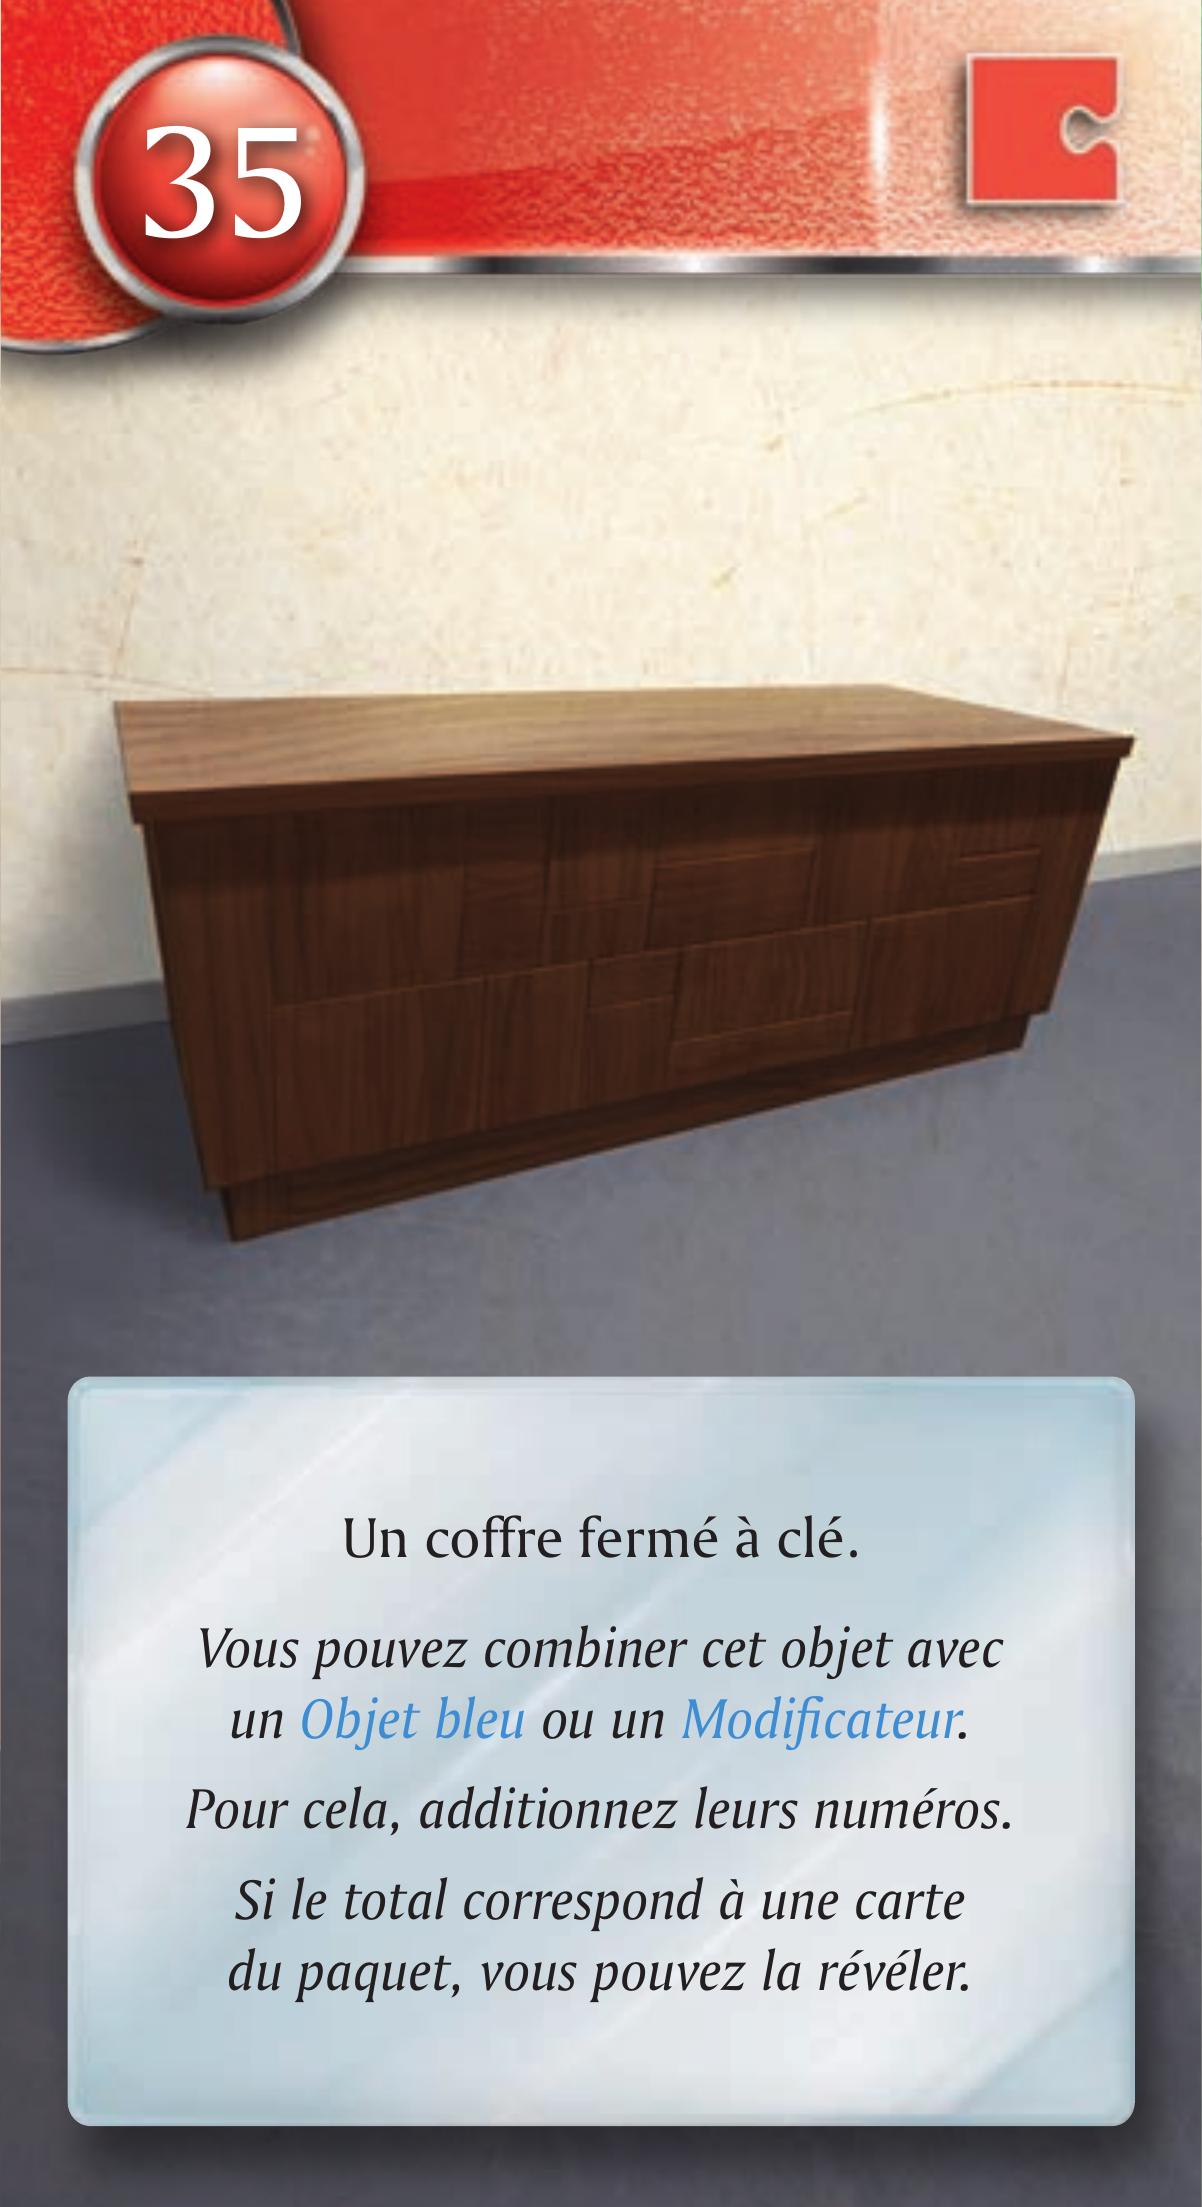 35
Un coffre fermé à clé.
Vous pouvez combiner cet objet avec
un Objet bleu ou un Modificateur.
Pour cela, additionnez leurs numéros.
Si le total correspond à une carte
du paquet, vous pouvez la révéler.